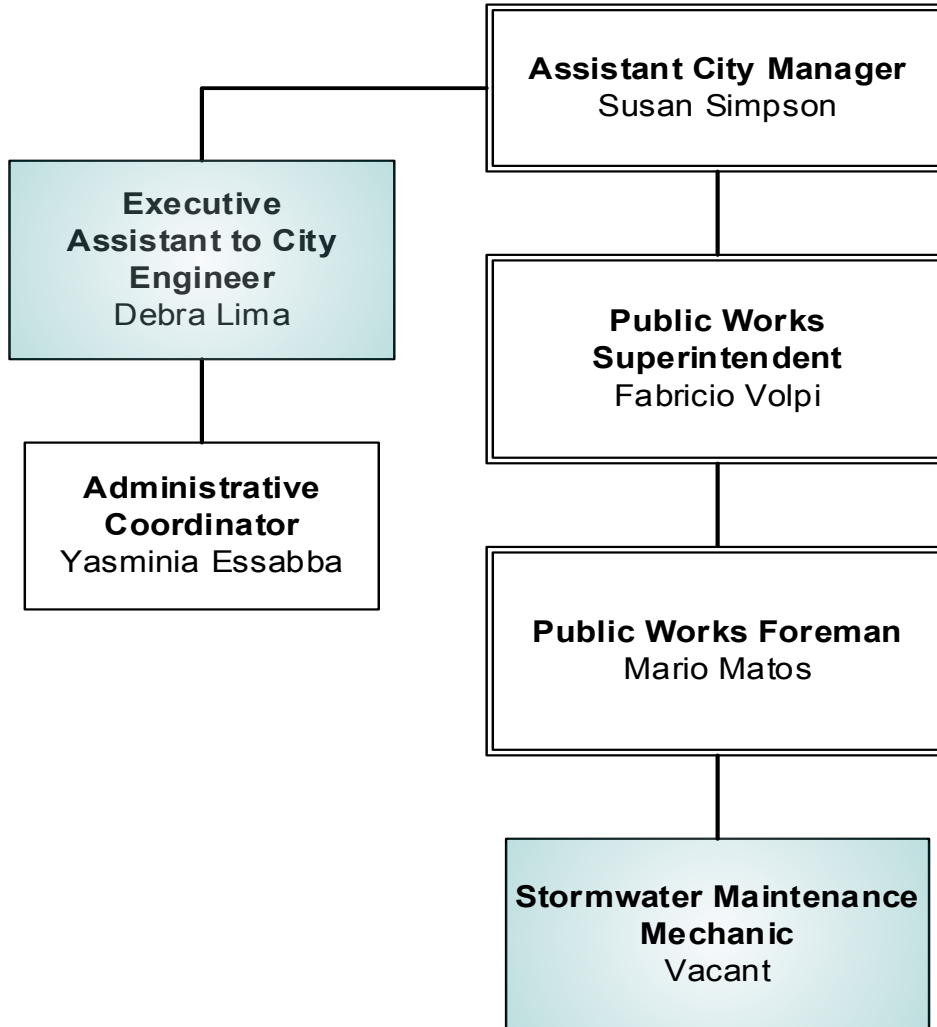 Assistant City Manager
Susan Simpson
Executive
Assistant to City
Engineer
Debra Lima
Public Works
Superintendent
Fabricio Volpi
Administrative
Coordinator
Yasminia Essabba
Public Works Foreman
Mario Matos
Stormwater Maintenance
Mechanic
Vacant